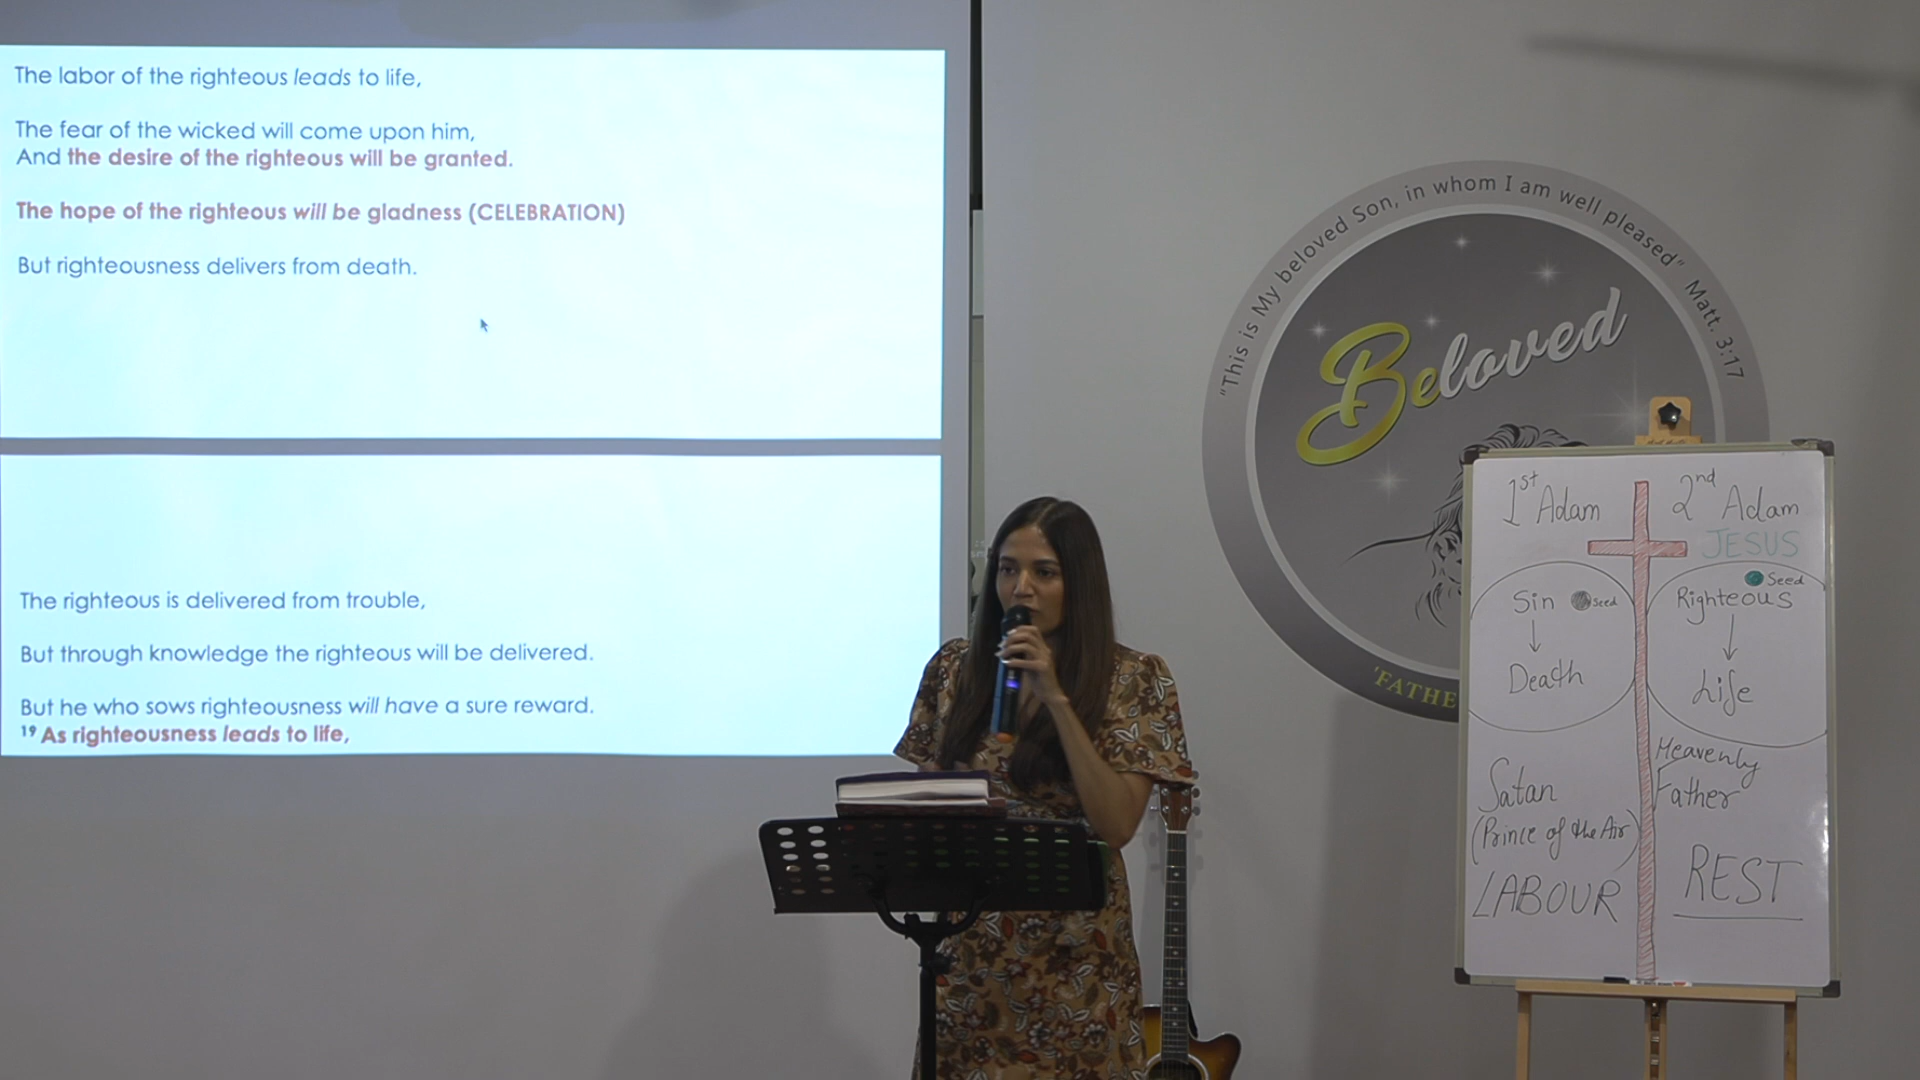 The labor of the righteous leads to life,
The fear of the wicked will come upon him,
And the desire of the righteous will be granted.
The hope of the righteous will be gladness (CELEBRATION)
But righteousness delivers from death.
The righteous is delivered from trouble,
But through knowledge the righteous will be delivered.
But he who sows righteousness will have a sure reward.
19 As righteousness leads to life,
"This is My beloved Son, in whom I am well pleased" Matt. 3:17
Beloved
'FATHE
1st Adam
2nd Adam
JESUS
Sin Seed
Death
Seed
Righteous
Life
Satan
(Prince of the Air)
LABOUR
Heavenly
Father
REST